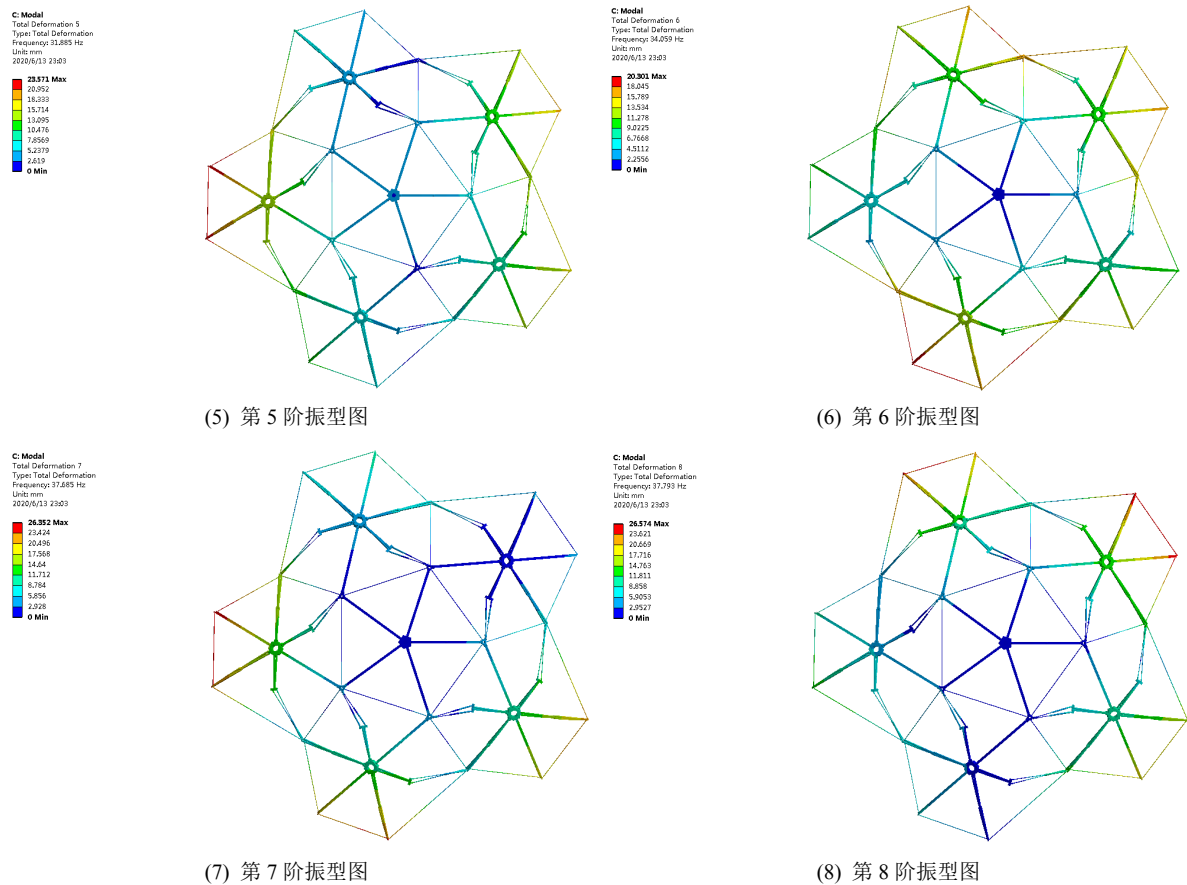 C: Modal
Total Deformation 5
Type: Total Deformation
Frequency: 31.885 Hz
Unit: mm
2020/6/13 23:03
23.571 Max
20.952
18.333
15.714
13.095
10.476
7.8569
5.2379
2.619
0 Min
(5) 第 5 阶振型图
C: Modal
Total Deformation 6
Type: Total Deformation
Frequency: 34.059 Hz
Unit: mm
2020/6/13 23:03
20.301 Max
18.045
15.789
13.534
11.278
9.0225
6.7668
4.5112
2.2556
0 Min
(6) 第 6 阶振型图
C: Modal
Total Deformation 7
Type: Total Deformation
Frequency: 37.685 Hz
Unit: mm
2020/6/13 23:03
26.352 Max
23.424
20.496
17.568
14.64
11.712
8.784
5.856
2.928
0 Min
(7) 第 7 阶振型图
C: Modal
Total Deformation 8
Type: Total Deformation
Frequency: 37.793 Hz
Unit: mm
2020/6/13 23:03
26.574 Max
23.621
20.669
17.716
14.763
11.811
8.858
5.9053
2.9527
0 Min
(8) 第 8 阶振型图